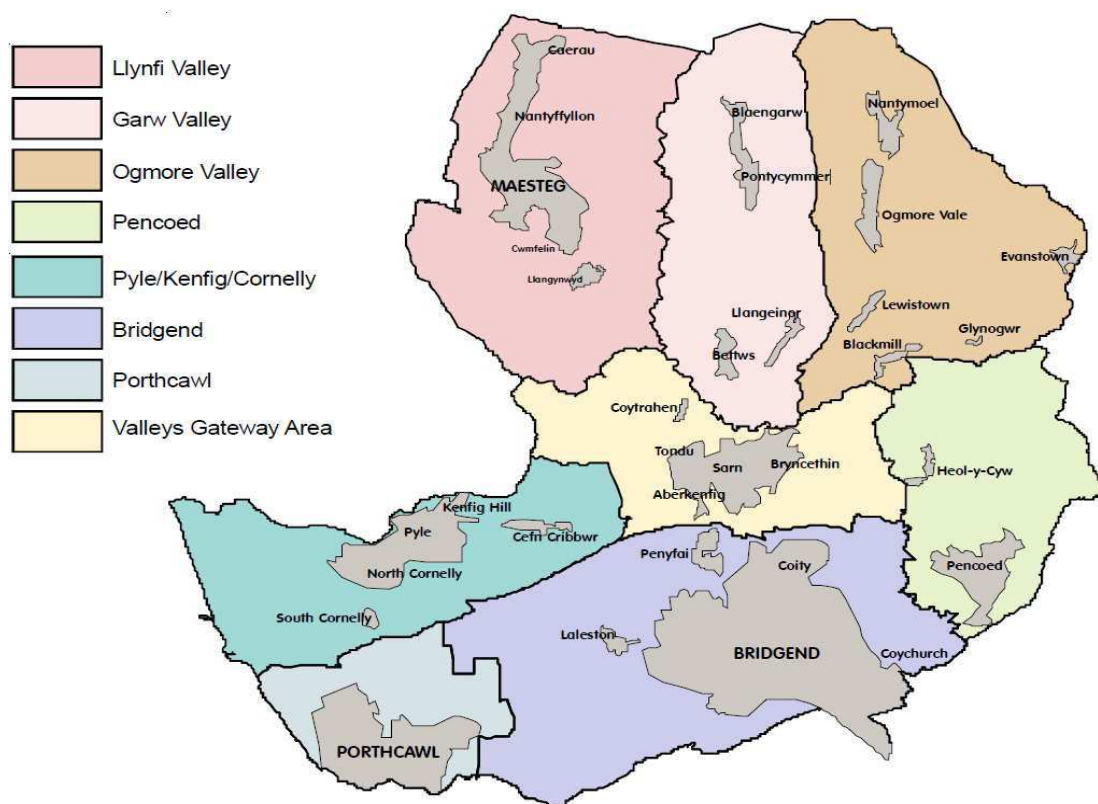 Llynfi Valley
Garw Valley
Ogmore Valley
Pencoed
Pyle/Kenfig/Cornelly
Bridgend
Porthcawl
Valleys Gateway Area
Caerau
Nantyffyllon
MAESTEG
Cwmfelin
Llangynwyd
Blaengarw
Pontycymmer
Llangeinor
Bettws
Nantymoel
Ogmore Vale
Evanstown
Lewistown
Glynogwr
Blackmill
Coytrahen
Tondu
Sarn
Bryncethin
Aberkenfig
Heol-y-Cyw
Pencoed
Kenfig Hill
Pyle
Cefn Cribbwr
North Cornelly
South Cornelly
Penyfai
Coity
Laleston
BRIDGEND
Coychurch
PORTHCAWL